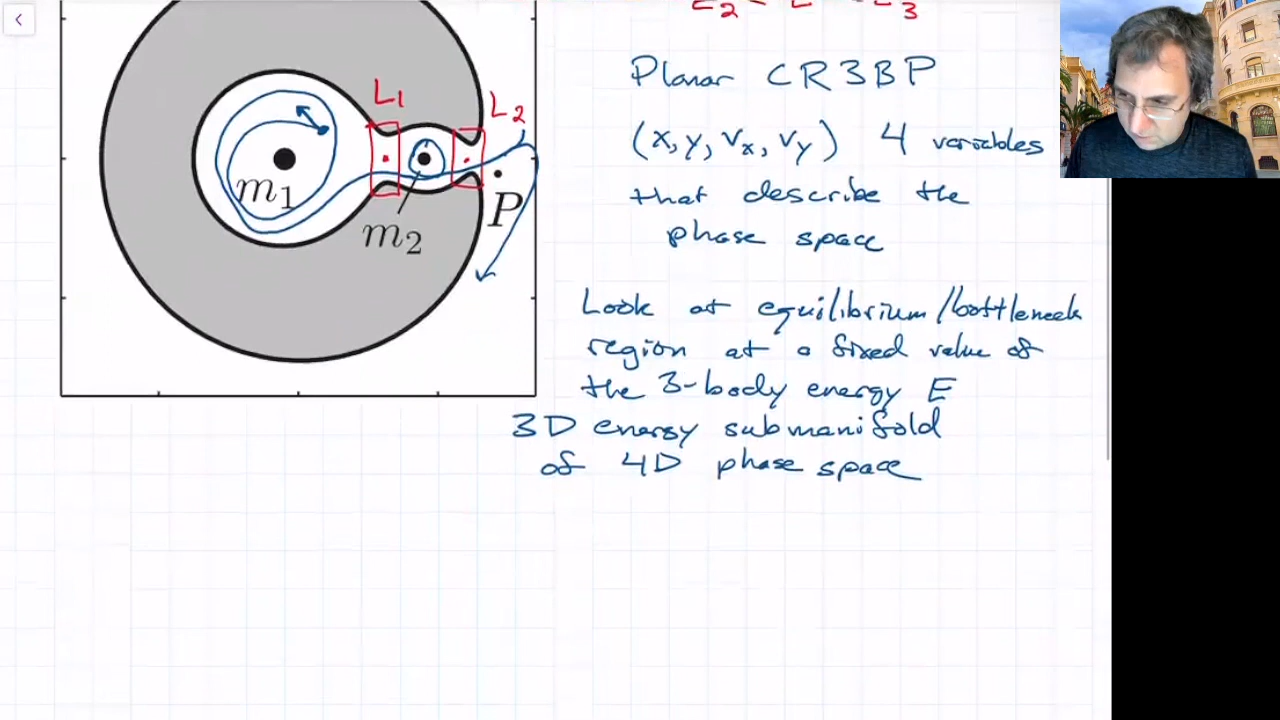 Planar CR3BP
(x, y, vx, vy) 4 variables
that describe the
phase space
L1
L2
m1
m2
P
Look at equilibrium/bottleneck
region at a fixed value of
the 3-body energy E
3D energy submanifold
of 4D phase space